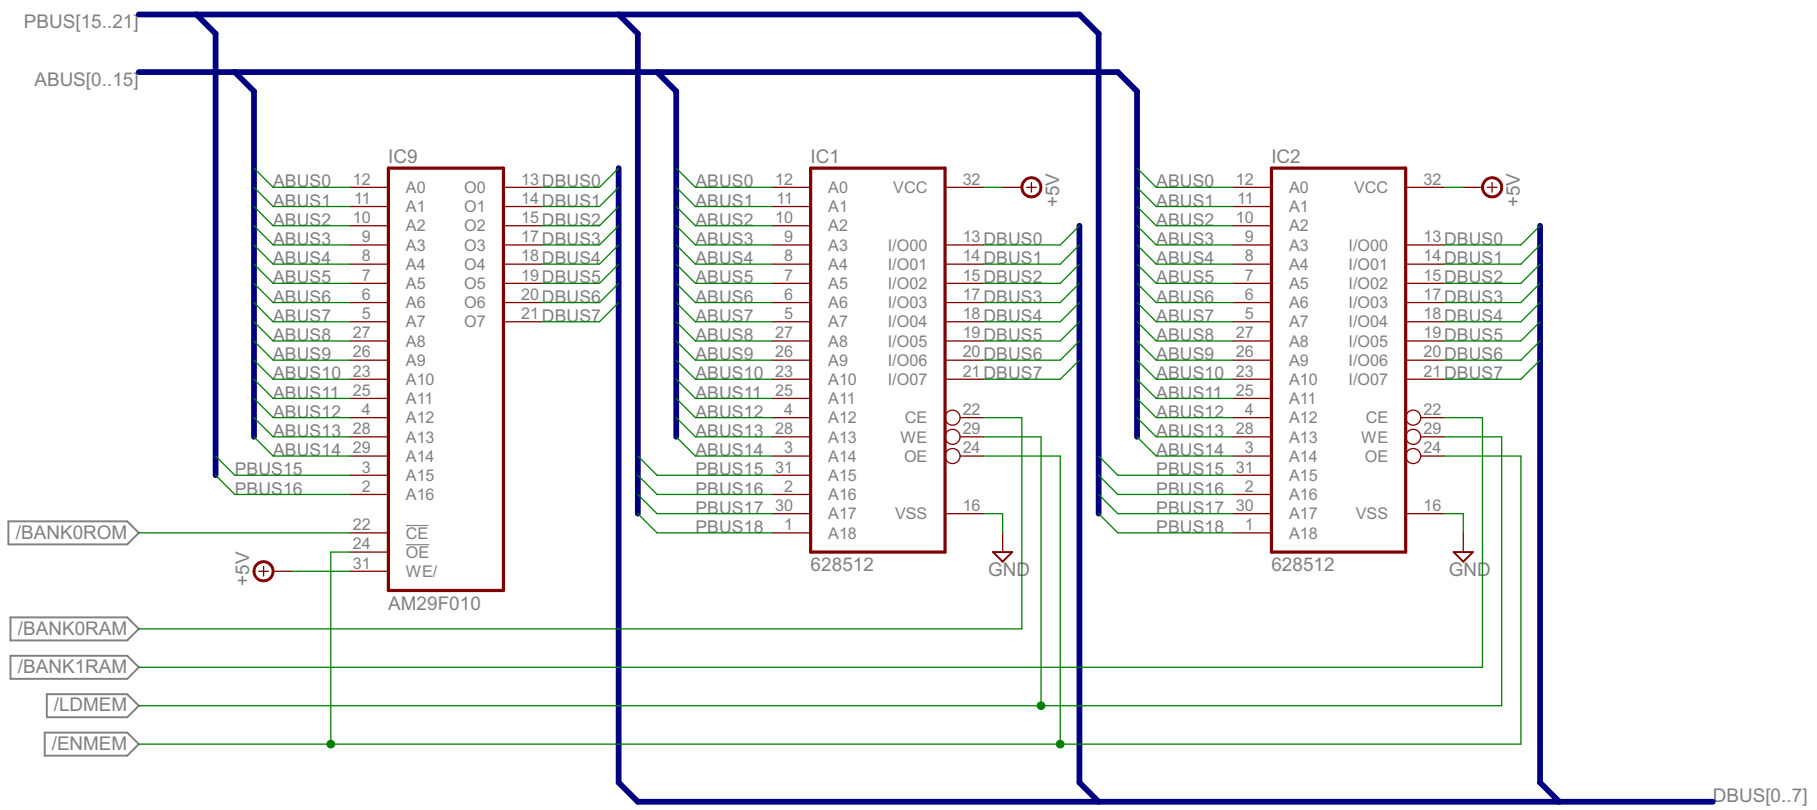 PBUS[15..21]
ABUS[0..15]
IC9
ABUS0 12 A0 O0 13 DBUS0
ABUS1 11 A1 O1 14 DBUS1
ABUS2 10 A2 O2 15 DBUS2
ABUS3 9 A3 O3 17 DBUS3
ABUS4 8 A4 O4 18 DBUS4
ABUS5 7 A5 O5 19 DBUS5
ABUS6 6 A6 O6 20 DBUS6
ABUS7 5 A7 O7 21 DBUS7
ABUS8 27 A8
ABUS9 26 A9
ABUS10 23 A10
ABUS11 25 A11
ABUS12 4 A12
ABUS13 28 A13
ABUS14 29 A14
PBUS15 3 A15
PBUS16 2 A16
/BANK0ROM 22 CE
24 OE
+5V 31 WE/
AM29F010
IC1
ABUS0 12 A0 VCC 32 +5V
ABUS1 11 A1
ABUS2 10 A2
ABUS3 9 A3 I/O00 13 DBUS0
ABUS4 8 A4 I/O01 14 DBUS1
ABUS5 7 A5 I/O02 15 DBUS2
ABUS6 6 A6 I/O03 17 DBUS3
ABUS7 5 A7 I/O04 18 DBUS4
ABUS8 27 A8 I/O05 19 DBUS5
ABUS9 26 A9 I/O06 20 DBUS6
ABUS10 23 A10 I/O07 21 DBUS7
ABUS11 25 A11
ABUS12 4 A12 CE 22
ABUS13 28 A13 WE 29
ABUS14 3 A14 OE 24
PBUS15 31 A15
PBUS16 2 A16
PBUS17 30 A17 VSS 16
PBUS18 1 A18
628512
GND
IC2
ABUS0 12 A0 VCC 32 +5V
ABUS1 11 A1
ABUS2 10 A2
ABUS3 9 A3 I/O00 13 DBUS0
ABUS4 8 A4 I/O01 14 DBUS1
ABUS5 7 A5 I/O02 15 DBUS2
ABUS6 6 A6 I/O03 17 DBUS3
ABUS7 5 A7 I/O04 18 DBUS4
ABUS8 27 A8 I/O05 19 DBUS5
ABUS9 26 A9 I/O06 20 DBUS6
ABUS10 23 A10 I/O07 21 DBUS7
ABUS11 25 A11
ABUS12 4 A12 CE 22
ABUS13 28 A13 WE 29
ABUS14 3 A14 OE 24
PBUS15 31 A15
PBUS16 2 A16
PBUS17 30 A17 VSS 16
PBUS18 1 A18
628512
GND
/BANK0RAM
/BANK1RAM
/LDMEM
/ENMEM
DBUS[0..7]